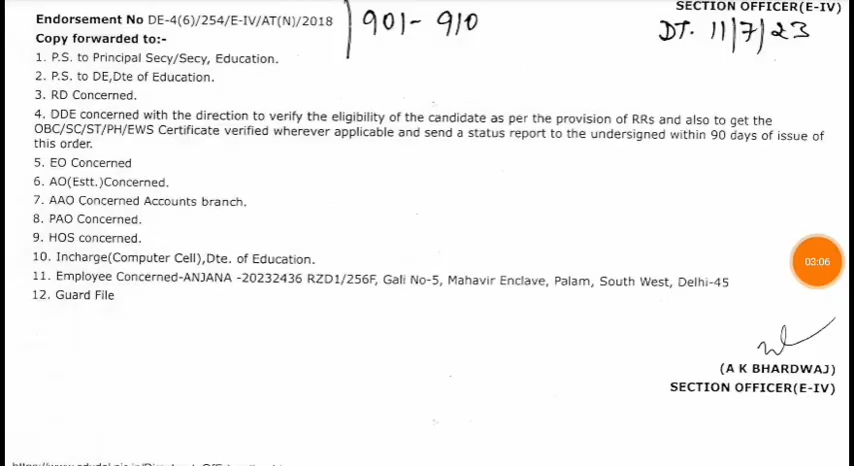 SECTION OFFICER(E-IV)
Endorsement No DE-4(6)/254/E-IV/AT(N)/2018
901- 910
DT. 11/7/23
Copy forwarded to:-
1. P.S. to Principal Secy/Secy, Education.
2. P.S. to DE,Dte of Education.
3. RD Concerned.
4. DDE concerned with the direction to verify the eligibility of the candidate as per the provision of RRs and also to get the
OBC/SC/ST/PH/EWS Certificate verified wherever applicable and send a status report to the undersigned within 90 days of issue of
this order.
5. EO Concerned
6. AO(Estt.)Concerned.
7. AAO Concerned Accounts branch.
8. PAO Concerned.
9. HOS concerned.
10. Incharge(Computer Cell),Dte. of Education.
03:06
11. Employee Concerned-ANJANA -20232436 RZD1/256F, Gali No-5, Mahavir Enclave, Palam, South West, Delhi-45
12. Guard File
(A K BHARDWAJ)
SECTION OFFICER(E-IV)